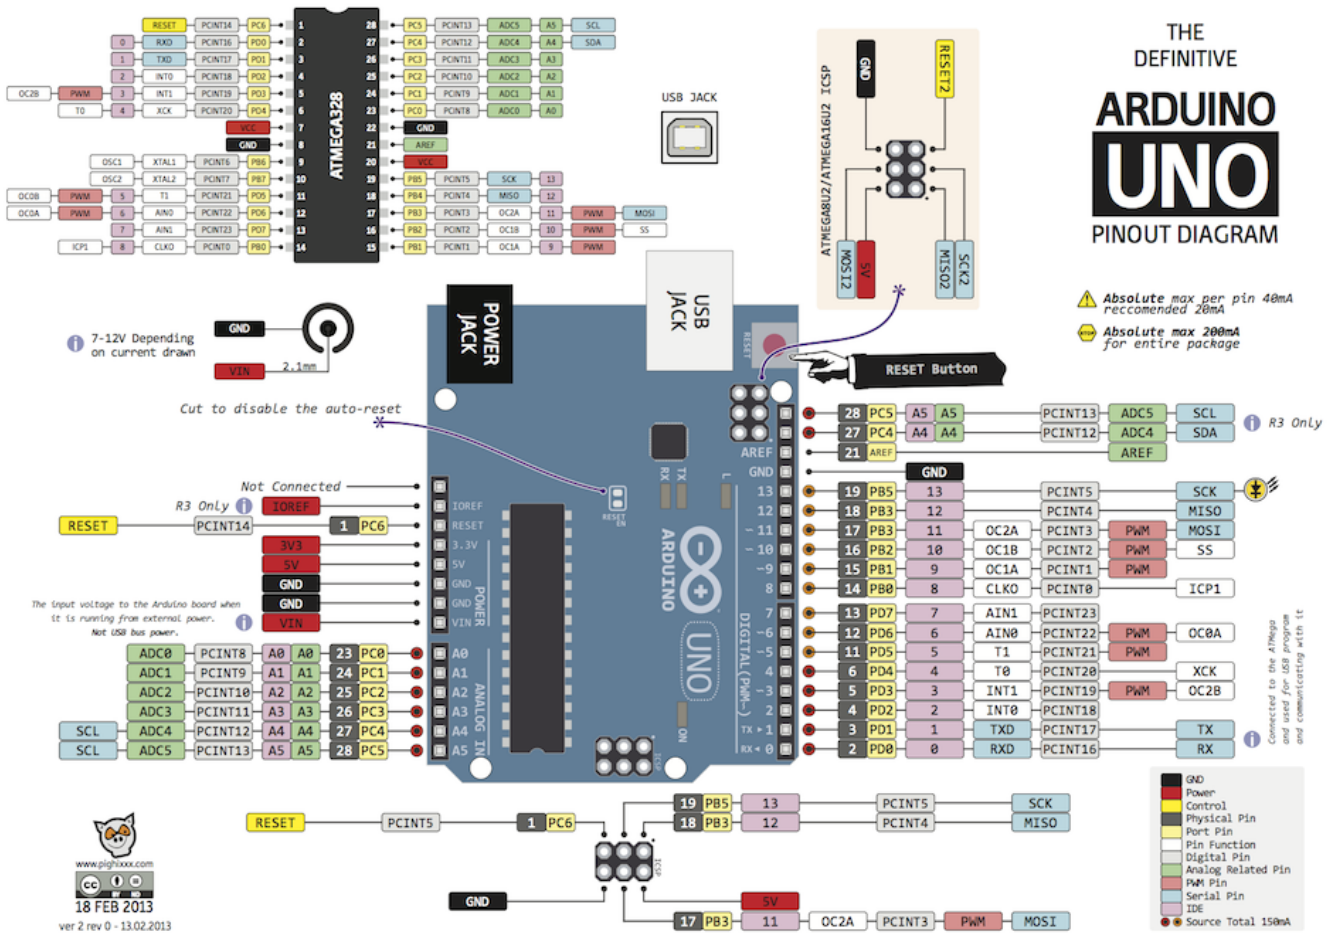 THE
DEFINITIVE
ARDUINO
UNO
PINOUT DIAGRAM
Absolute max per pin 40mA
reccomended 20mA
Absolute max 200mA
for entire package
RESET PCINT14 PC6 1
0 RXD PCINT16 PD0 2
1 TXD PCINT17 PD1 3
2 INT0 PCINT18 PD2 4
OC2B PWM 3 INT1 PCINT19 PD3 5
T0 4 XCK PCINT20 PD4 6
VCC 7
GND 8
OSC1 XTAL1 PCINT6 PB6 9
OSC2 XTAL2 PCINT7 PB7 10
OC0B PWM 5 T1 PCINT21 PD5 11
OC0A PWM 6 AIN0 PCINT22 PD6 12
7 AIN1 PCINT23 PD7 13
ICP1 8 CLKO PCINT0 PB0 14
ATMEGA328
28 PC5 PCINT13 ADC5 A5 SCL
27 PC4 PCINT12 ADC4 A4 SDA
26 PC3 PCINT11 ADC3 A3
25 PC2 PCINT10 ADC2 A2
24 PC1 PCINT9 ADC1 A1
23 PC0 PCINT8 ADC0 A0
22 GND
21 AREF
20 VCC
19 PB5 PCINT5 SCK 13
18 PB4 PCINT4 MISO 12
17 PB3 PCINT3 OC2A 11 PWM MOSI
16 PB2 PCINT2 OC1B 10 PWM SS
15 PB1 PCINT1 OC1A 9 PWM
USB JACK
ATMEGA8U2/ATMEGA16U2 ICSP
GND
RESET2
MOSI2
5V
MISO2
SCK2
7-12V Depending
on current drawn
GND
VIN
2.1mm
POWER
JACK
USB
JACK
RESET
RESET Button
Cut to disable the auto-reset
Not Connected
R3 Only IOREF
RESET PCINT14 1 PC6
3V3
5V
GND
GND
VIN
The input voltage to the Arduino board when
it is running from external power.
Not USB bus power.
ADC0 PCINT8 A0 A0 23 PC0
ADC1 PCINT9 A1 A1 24 PC1
ADC2 PCINT10 A2 A2 25 PC2
ADC3 PCINT11 A3 A3 26 PC3
SCL ADC4 PCINT12 A4 A4 27 PC4
SCL ADC5 PCINT13 A5 A5 28 PC5
IOREF
RESET
3.3V
5V
GND
GND
VIN
POWER
A0
A1
A2
A3
A4
A5
ANALOG IN
RESET
EN
RX
TX
L
ARDUINO
UNO
ON
ICSP
DIGITAL(PWM~)
AREF
GND
13
12
~11
~10
~9
8
7
~6
~5
4
~3
2
TX ▸ 1
RX ◂ 0
28 PC5 A5 A5 PCINT13 ADC5 SCL
27 PC4 A4 A4 PCINT12 ADC4 SDA
R3 Only
21 AREF AREF
GND
19 PB5 13 PCINT5 SCK
18 PB3 12 PCINT4 MISO
17 PB3 11 OC2A PCINT3 PWM MOSI
16 PB2 10 OC1B PCINT2 PWM SS
15 PB1 9 OC1A PCINT1 PWM
14 PB0 8 CLKO PCINT0 ICP1
13 PD7 7 AIN1 PCINT23
12 PD6 6 AIN0 PCINT22 PWM OC0A
11 PD5 5 T1 PCINT21 PWM
6 PD4 4 T0 PCINT20 XCK
5 PD3 3 INT1 PCINT19 PWM OC2B
4 PD2 2 INT0 PCINT18
3 PD1 1 TXD PCINT17 TX
2 PD0 0 RXD PCINT16 RX
Connected to the ATMega
and used for USB program
and communicating with it
RESET PCINT5 1 PC6
19 PB5 13 PCINT5 SCK
18 PB3 12 PCINT4 MISO
ICSP
GND
5V
17 PB3 11 OC2A PCINT3 PWM MOSI
www.pighixxx.com
cc
BY ND
18 FEB 2013
ver 2 rev 0 - 13.02.2013
GND
Power
Control
Physical Pin
Port Pin
Pin Function
Digital Pin
Analog Related Pin
PWM Pin
Serial Pin
IDE
Source Total 150mA